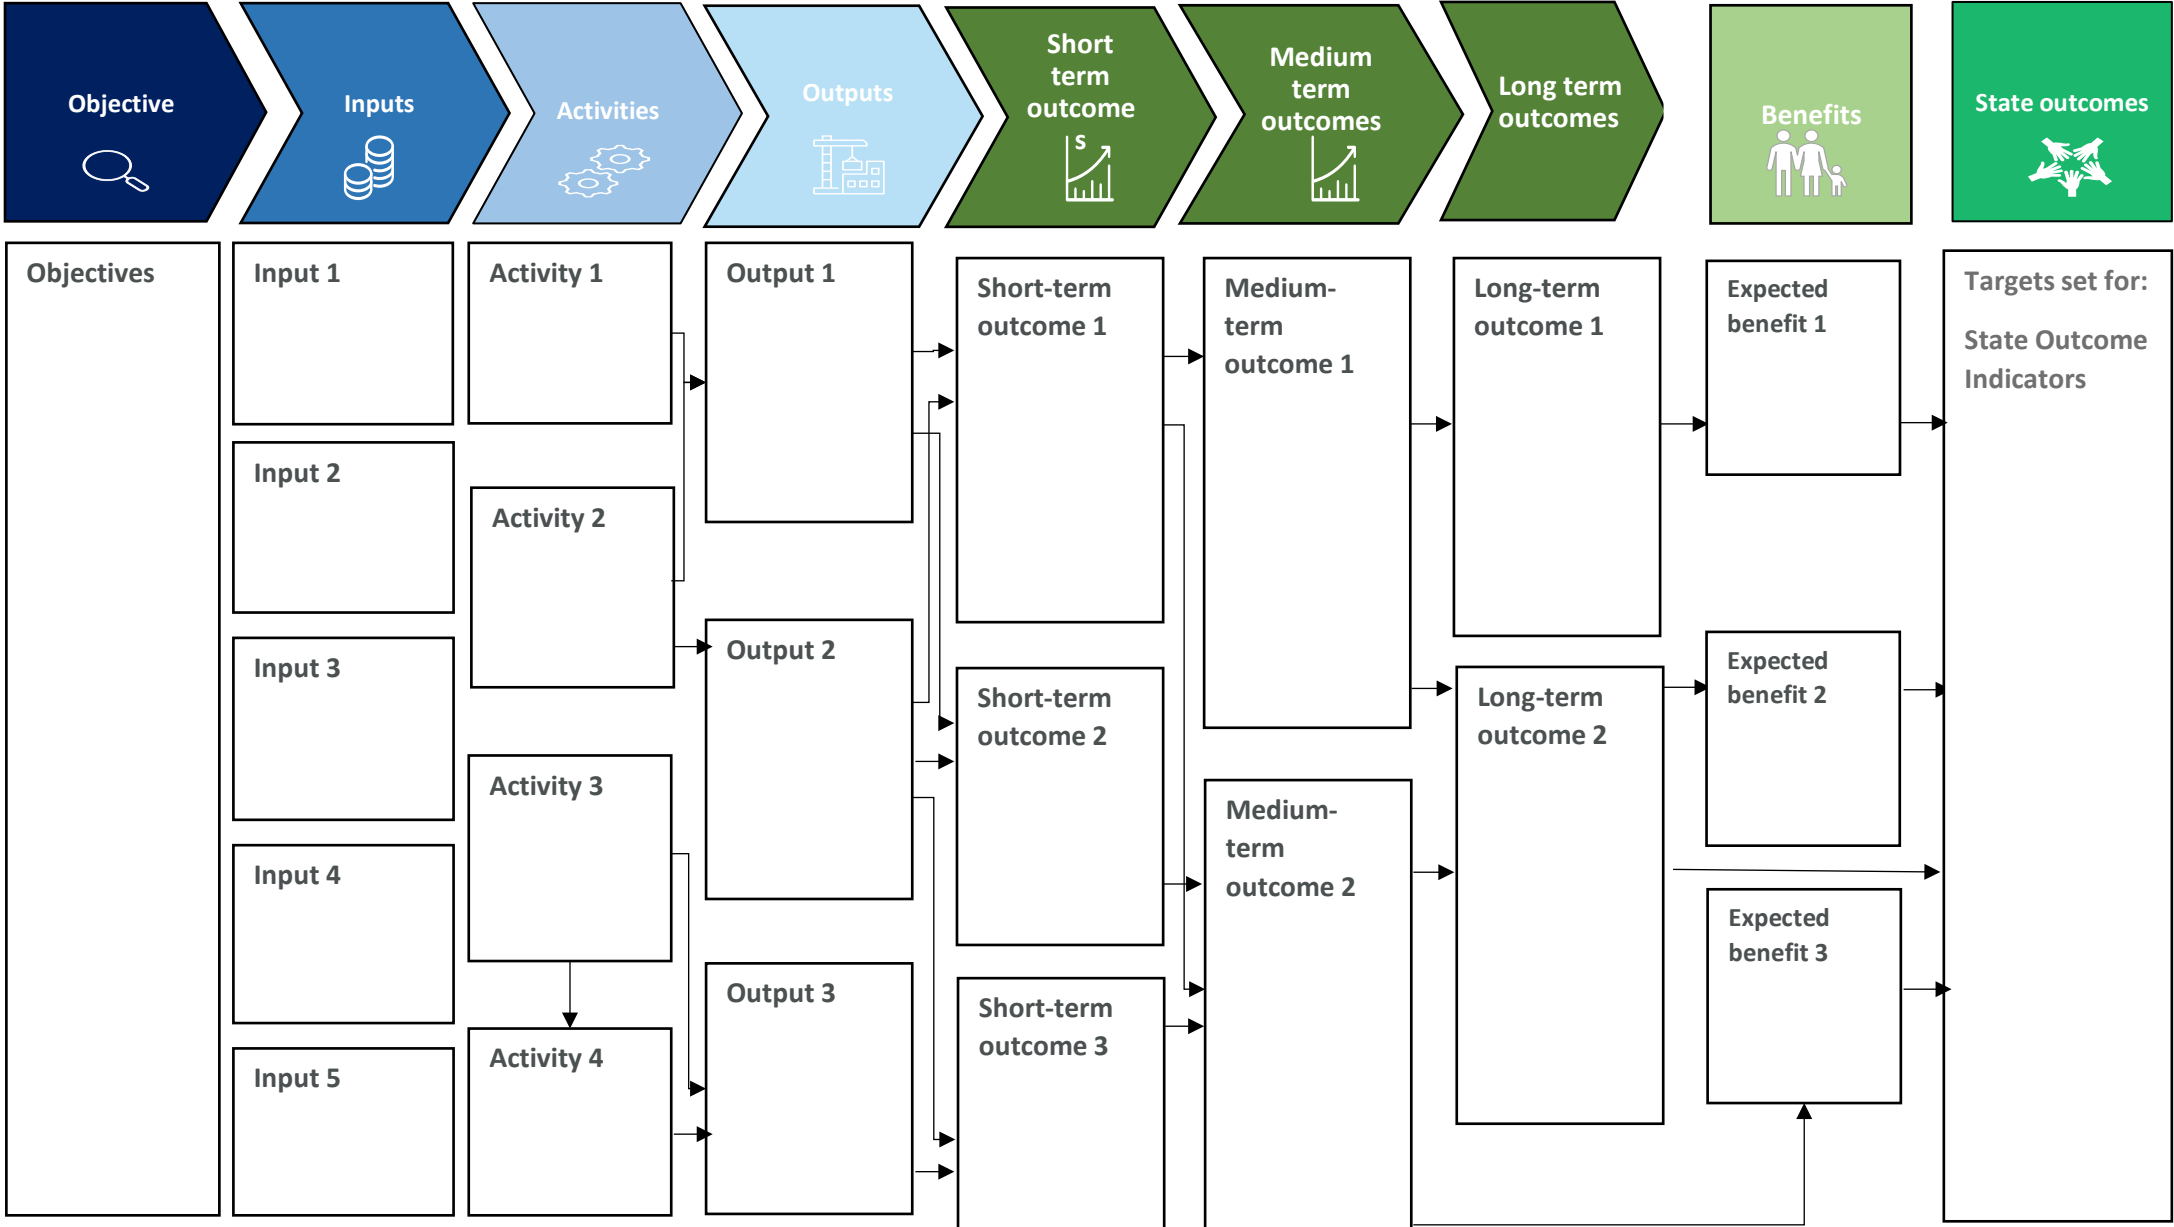 Objective
Inputs
Activities
Outputs
Short
term
outcome
s
Medium
term
outcomes
Long term
outcomes
Benefits
State outcomes
Objectives
Input 1
Input 2
Input 3
Input 4
Input 5
Activity 1
Activity 2
Activity 3
Activity 4
Output 1
Output 2
Output 3
Short-term
outcome 1
Short-term
outcome 2
Short-term
outcome 3
Medium-
term
outcome 1
Medium-
term
outcome 2
Long-term
outcome 1
Long-term
outcome 2
Expected
benefit 1
Expected
benefit 2
Expected
benefit 3
Targets set for:
State Outcome
Indicators